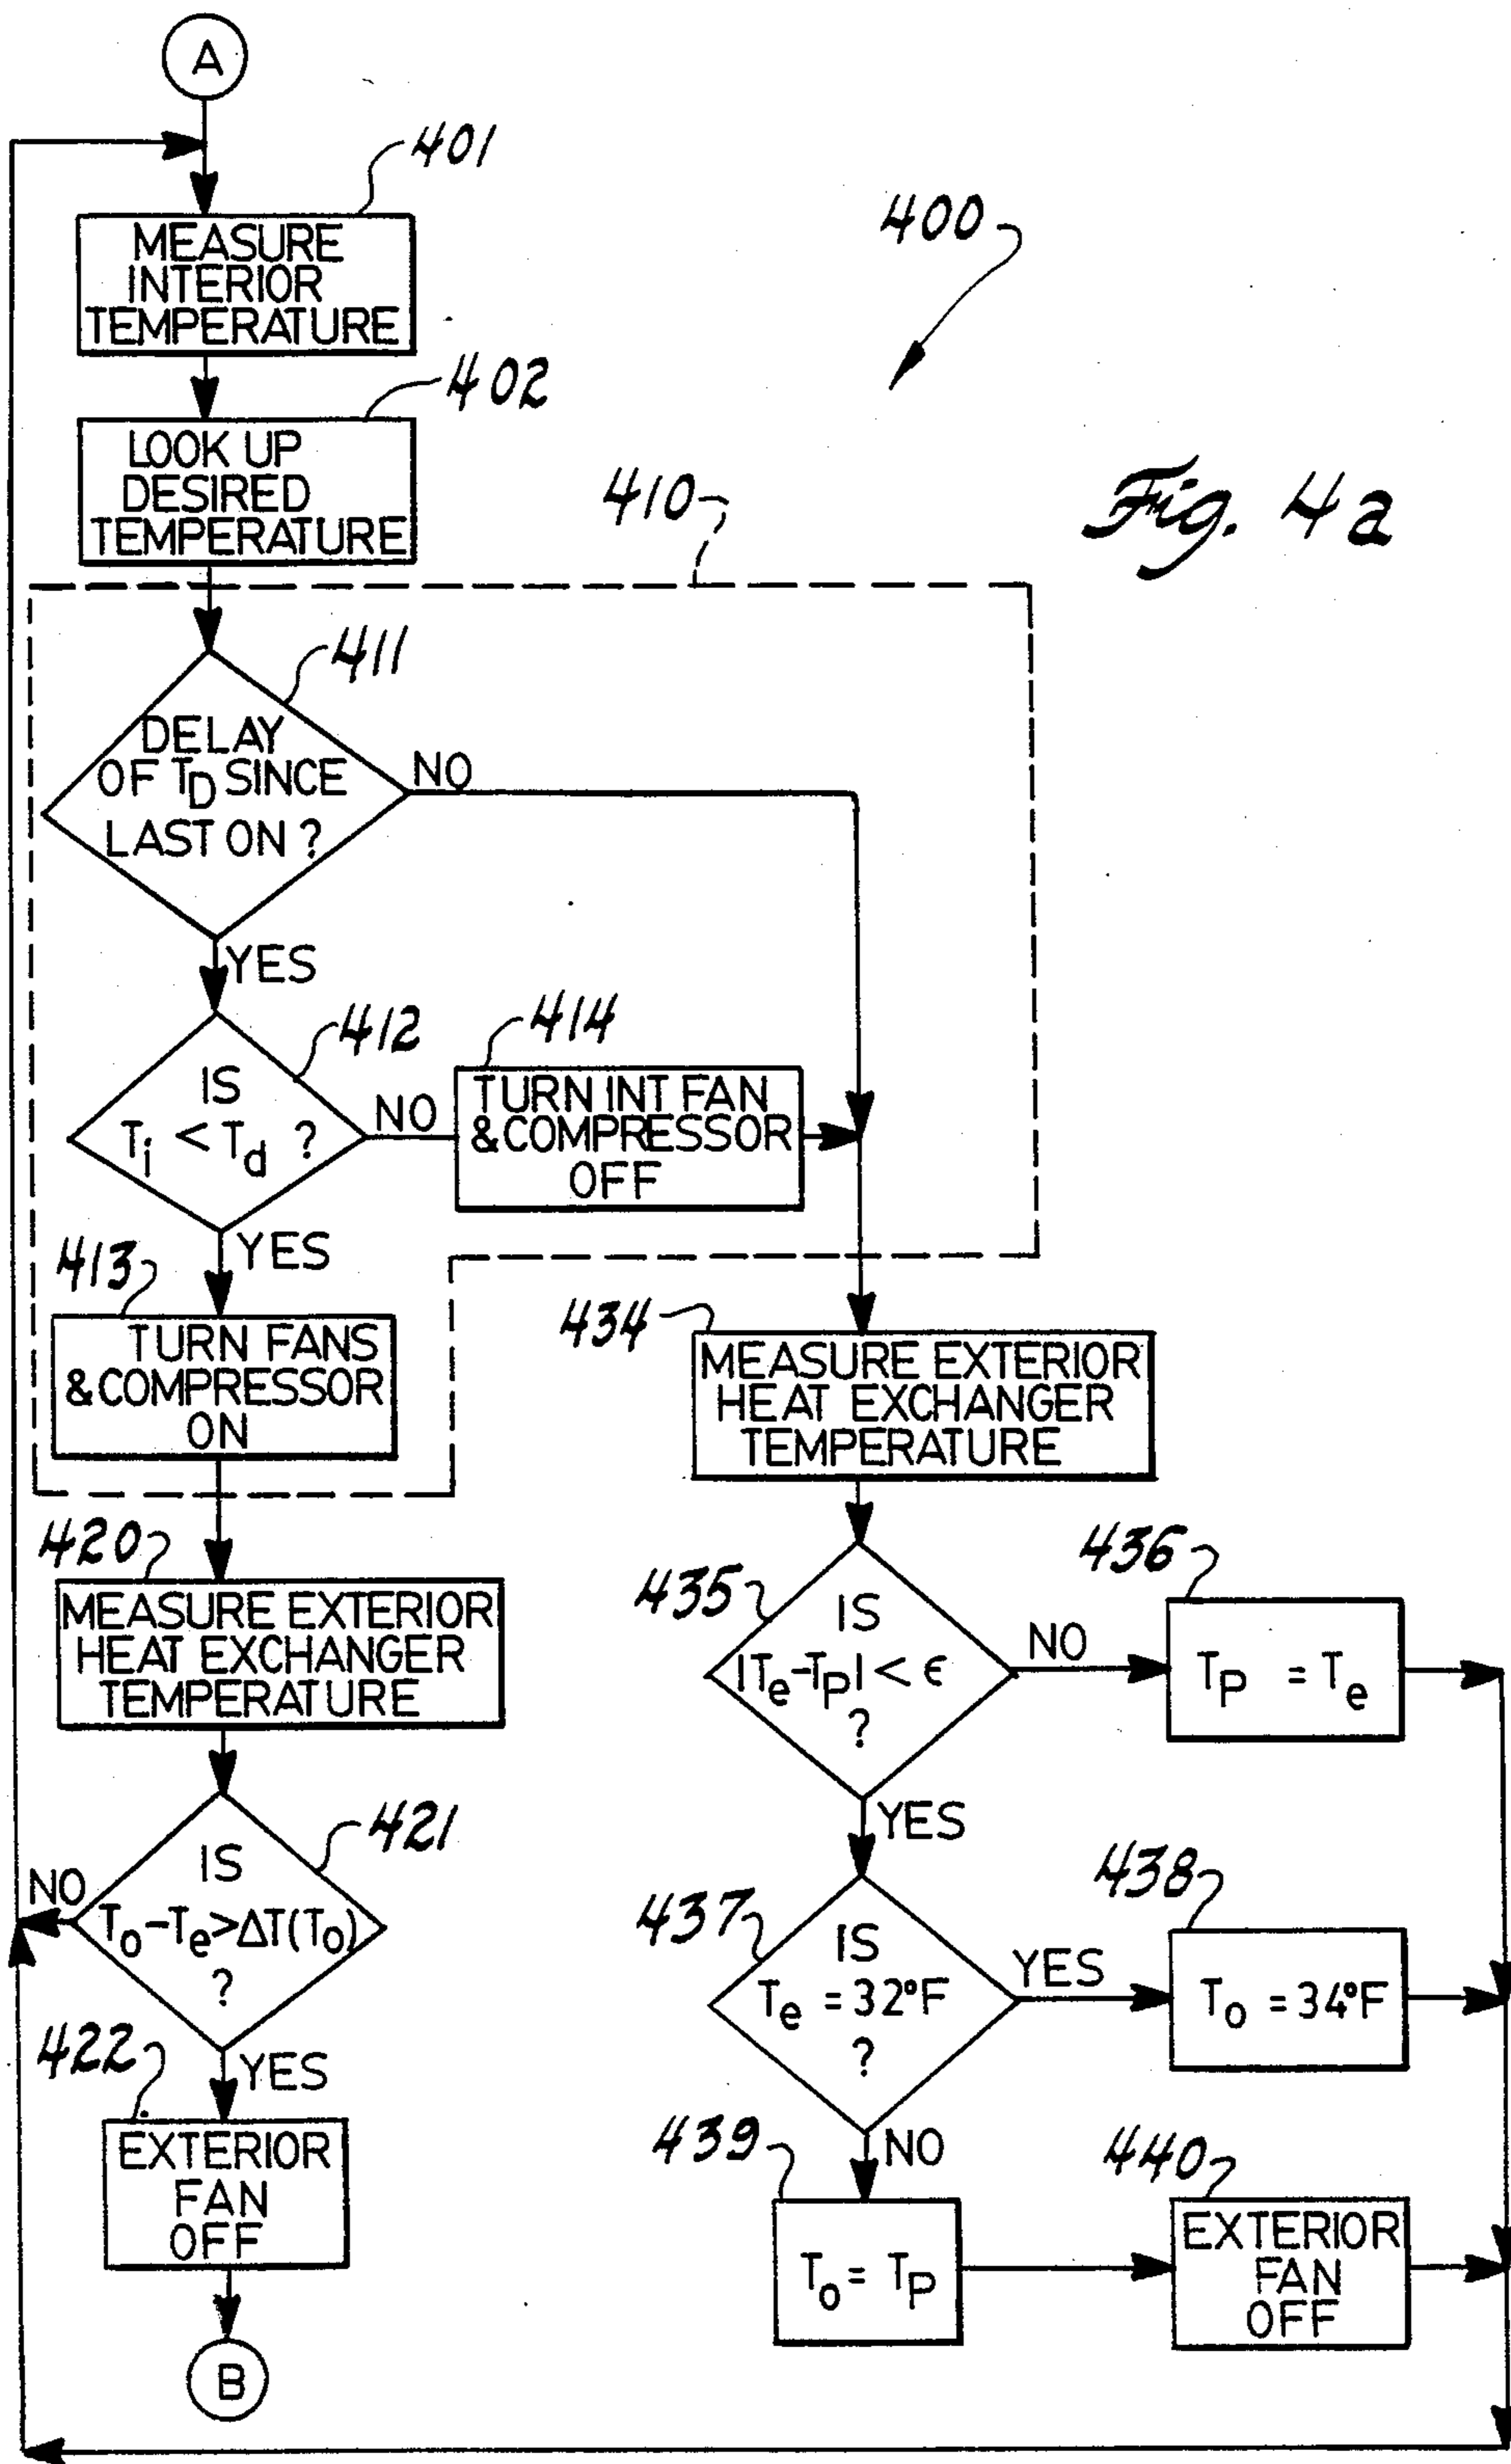 A
401
MEASURE
INTERIOR
TEMPERATURE
400
402
LOOK UP
DESIRED
TEMPERATURE
410
Fig. 4a
411
DELAY
OF TD SINCE
LAST ON ?
NO
YES
412
IS
Ti < Td ?
NO
414
TURN INT FAN
& COMPRESSOR
OFF
YES
413
TURN FANS
& COMPRESSOR
ON
434
MEASURE EXTERIOR
HEAT EXCHANGER
TEMPERATURE
420
MEASURE EXTERIOR
HEAT EXCHANGER
TEMPERATURE
435
IS
|Te-TP| < ϵ
?
NO
436
TP = Te
YES
421
IS
To-Te>ΔT(To)
?
NO
YES
437
IS
Te = 32°F
?
YES
438
To = 34°F
NO
422
EXTERIOR
FAN
OFF
439
To = TP
440
EXTERIOR
FAN
OFF
B